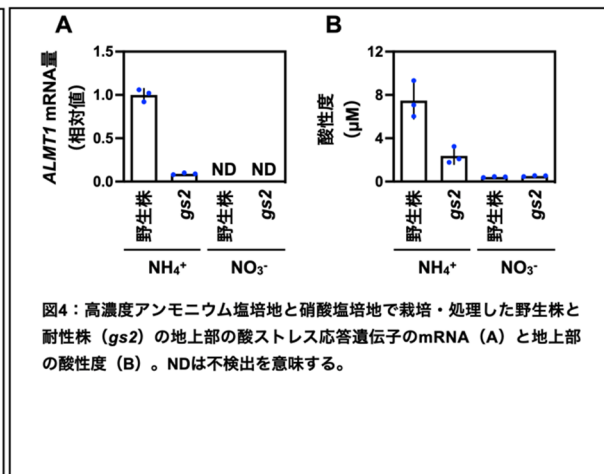 A
ALMT1 mRNA量
(相対値)
1.5
1.0
0.5
0.0
ND ND
野生株 gs2 野生株 gs2
NH₄⁺ NO₃⁻
B
酸性度
(μM)
12
8
4
0
野生株 gs2 野生株 gs2
NH₄⁺ NO₃⁻
図4：高濃度アンモニウム塩培地と硝酸塩培地で栽培・処理した野生株と
耐性株（gs2）の地上部の酸ストレス応答遺伝子のmRNA（A）と地上部
の酸性度（B）。NDは不検出を意味する。